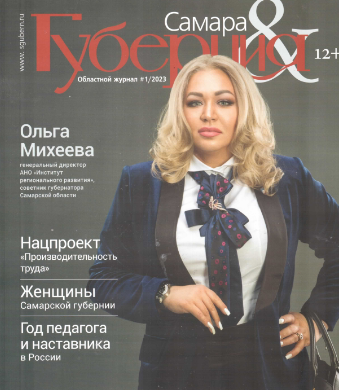 www.sguberni.ru
Самара
Губерния &
12+
Областной журнал #1/2023
Ольга
Михеева
генеральный директор
АНО «Институт
регионального развития»,
советник губернатора
Самарской области
Нацпроект
«Производительность
труда»
Женщины
Самарской губернии
Год педагога
и наставника
в России